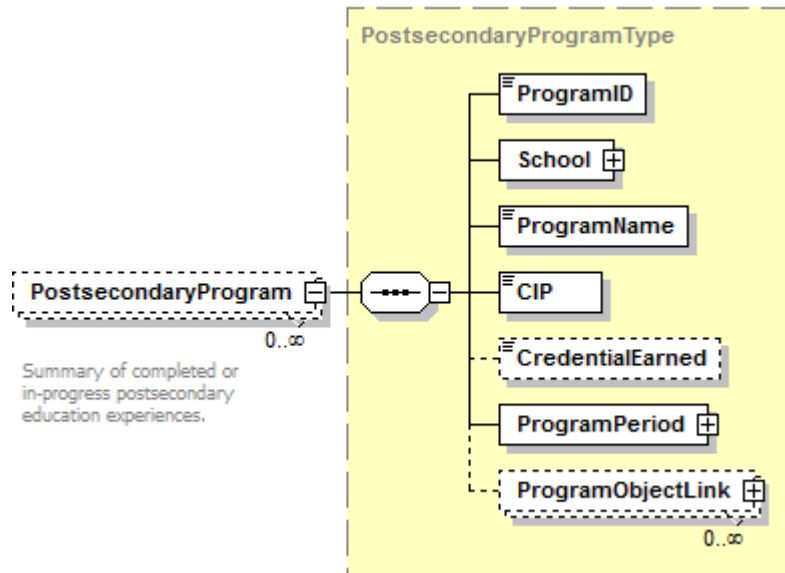 PostsecondaryProgramType
ProgramID
School
ProgramName
PostsecondaryProgram
CIP
0..∞
CredentialEarned
Summary of completed or
in-progress postsecondary
education experiences.
ProgramPeriod
ProgramObjectLink
0..∞